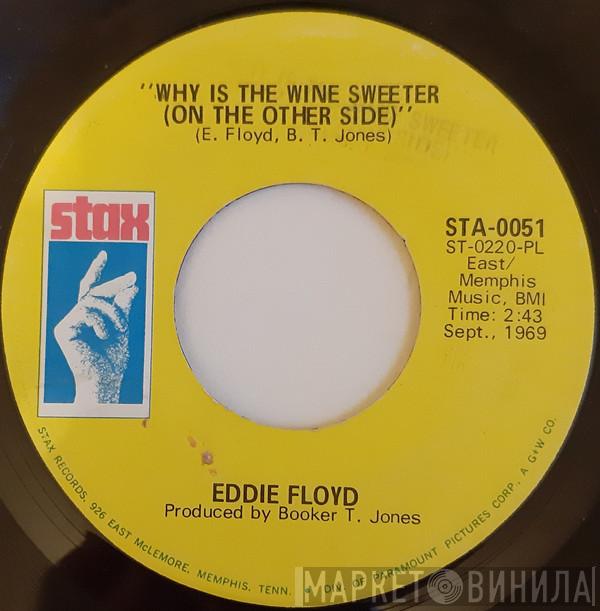 "WHY IS THE WINE SWEETER
(ON THE OTHER SIDE)"
(E. Floyd, B. T. Jones)
stax
STA-0051
ST-0220-PL
East/
Memphis
Music, BMI
Time: 2:43
Sept., 1969
EDDIE FLOYD
Produced by Booker T. Jones
STAX RECORDS, 926 EAST McLEMORE, MEMPHIS, TENN. • DIV. OF PARAMOUNT PICTURES CORP., A G+W CO.
МАРКЕТ ВИНИЛА